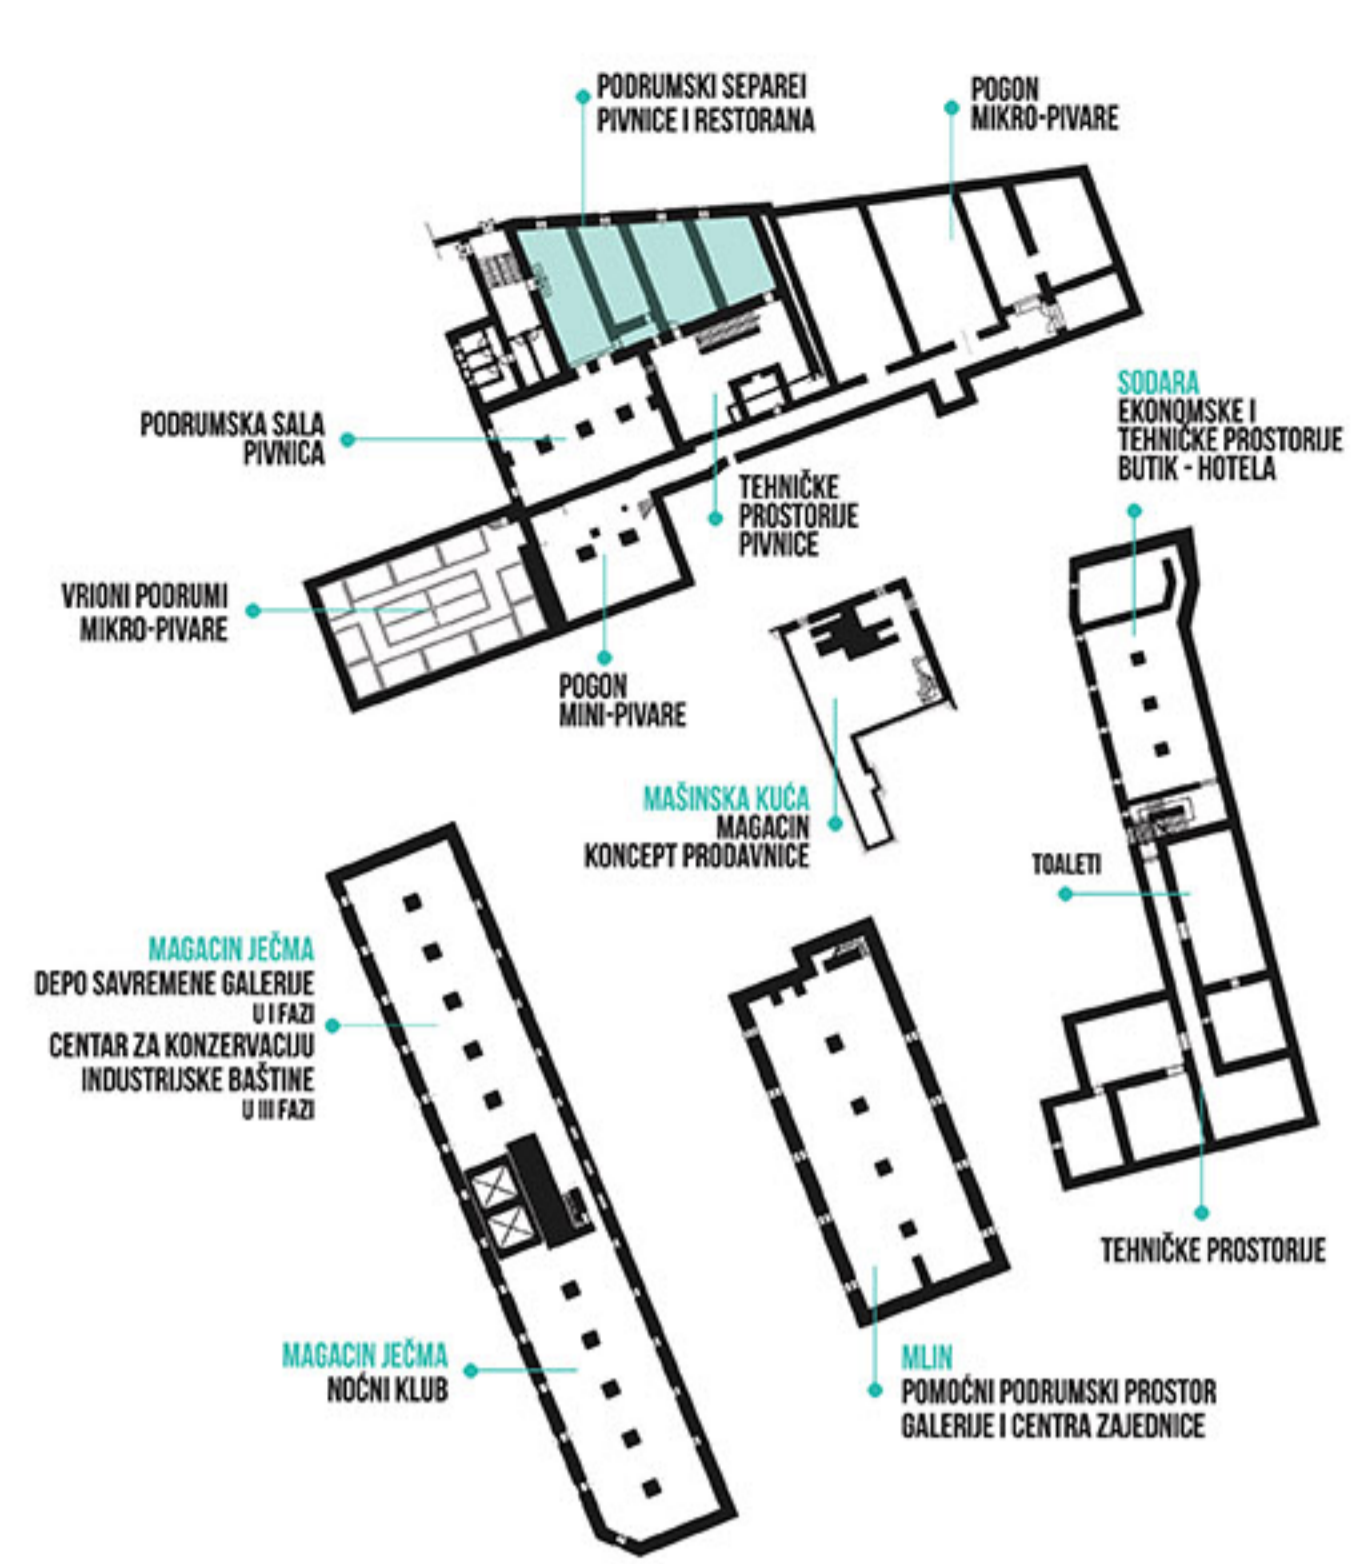 PODRUMSKI SEPAREI
PIVNICE I RESTORANA
POGON
MIKRO-PIVARE
SODARA
EKONOMSKE I
TEHNIČKE PROSTORIJE
BUTIK - HOTELA
PODRUMSKA SALA
PIVNICA
TEHNIČKE
PROSTORIJE
PIVNICE
VRIONI PODRUMI
MIKRO-PIVARE
POGON
MINI-PIVARE
MAŠINSKA KUĆA
MAGACIN
KONCEPT PRODAVNICE
TOALETI
MAGACIN JEČMA
DEPO SAVREMENE GALERIJE
U I FAZI
CENTAR ZA KONZERVACIJU
INDUSTRIJSKE BAŠTINE
U III FAZI
TEHNIČKE PROSTORIJE
MAGACIN JEČMA
NOĆNI KLUB
MLIN
POMOĆNI PODRUMSKI PROSTOR
GALERIJE I CENTRA ZAJEDNICE